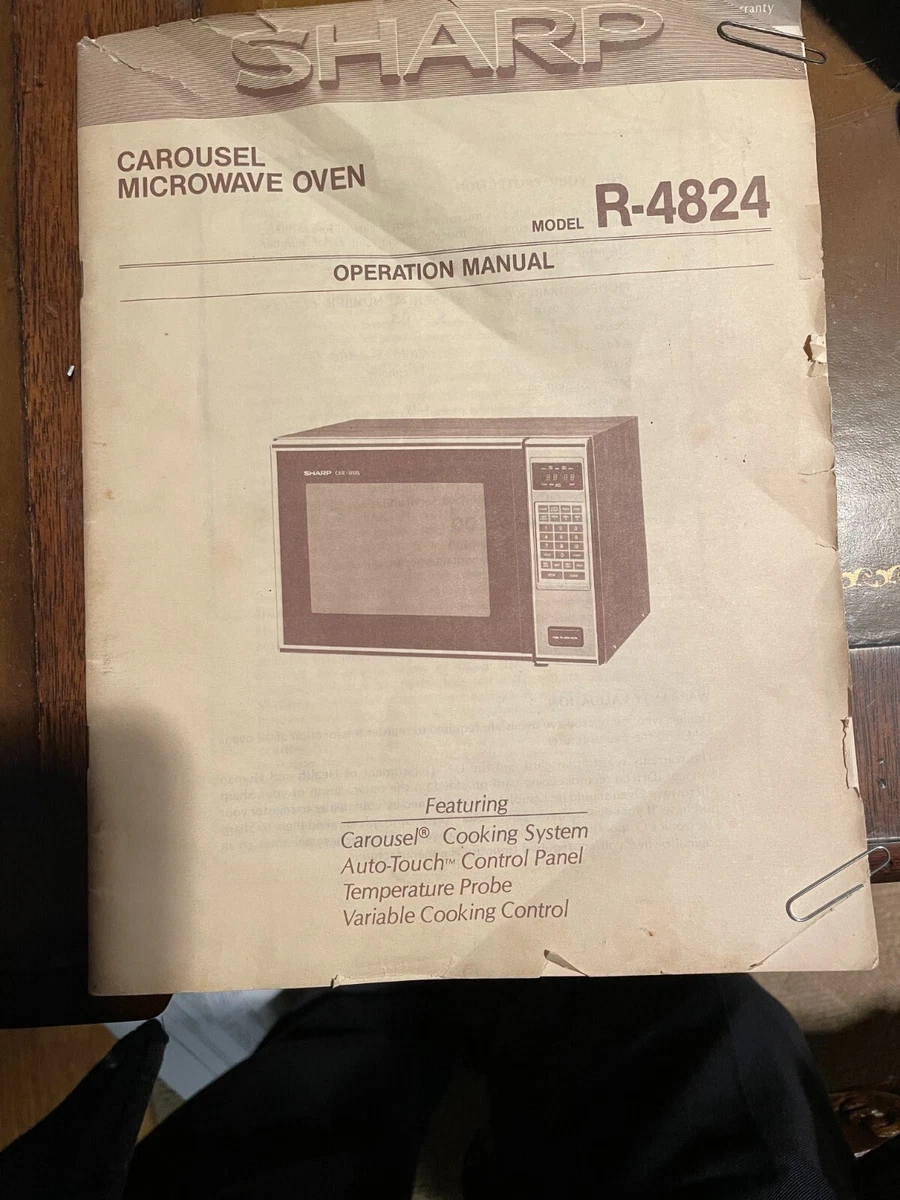 SHARP
CAROUSEL
MICROWAVE OVEN
MODEL R-4824
OPERATION MANUAL
SHARP CAROUSEL
Featuring
Carousel® Cooking System
Auto-Touch™ Control Panel
Temperature Probe
Variable Cooking Control